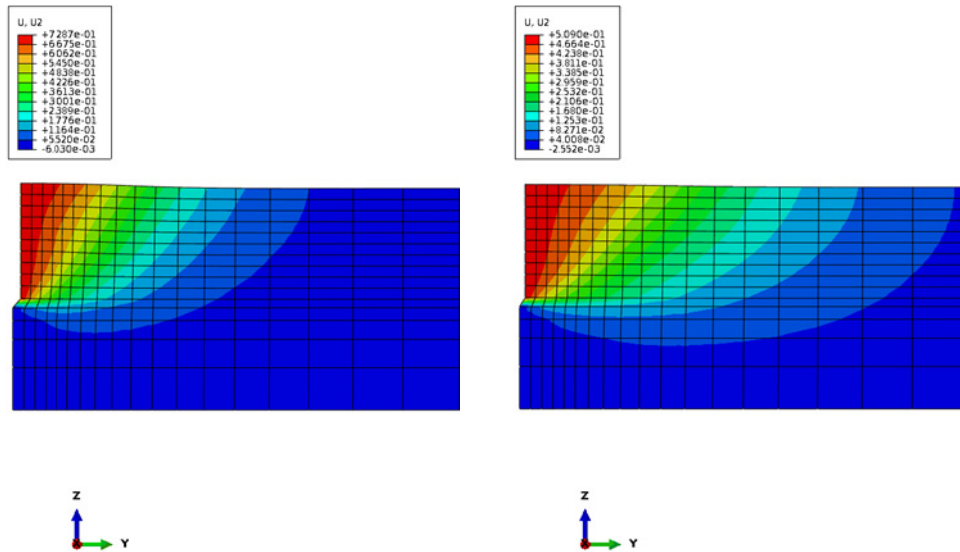 U, U2
+7.287e-01
+6.675e-01
+6.062e-01
+5.450e-01
+4.838e-01
+4.226e-01
+3.613e-01
+3.001e-01
+2.389e-01
+1.776e-01
+1.164e-01
+5.520e-02
-6.030e-03
Z
X
Y
U, U2
+5.090e-01
+4.664e-01
+4.238e-01
+3.811e-01
+3.385e-01
+2.959e-01
+2.532e-01
+2.106e-01
+1.680e-01
+1.253e-01
+8.271e-02
+4.008e-02
-2.552e-03
Z
X
Y